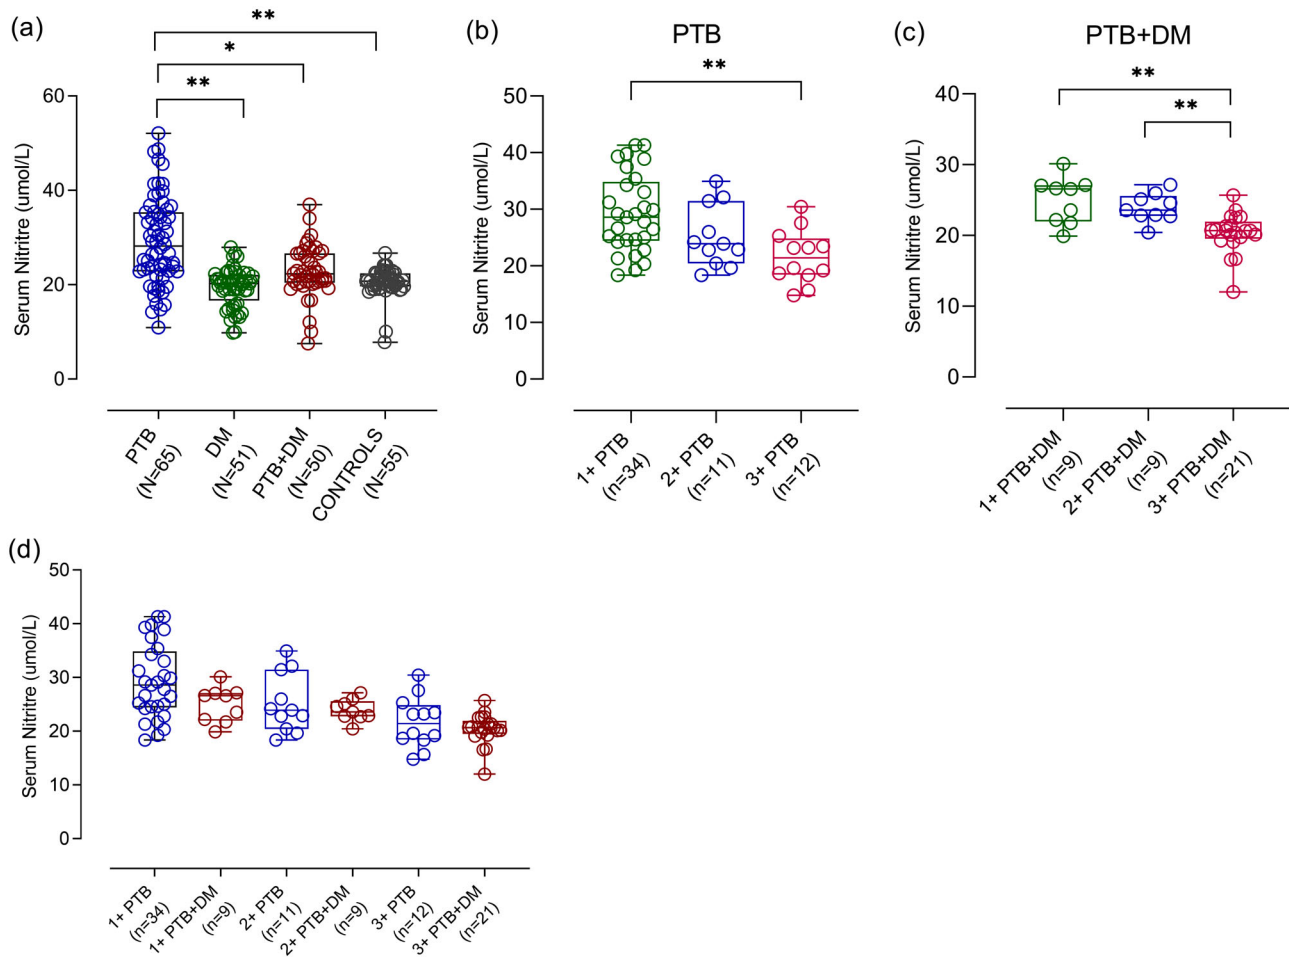 (a)
**
*
**
Serum Nitritre (umol/L)
60
40
20
0
PTB
(N=65)
DM
(N=51)
PTB+DM
(N=50)
CONTROLS
(N=55)
(b)
PTB
**
Serum Nitritre (umol/L)
50
40
30
20
10
0
1+ PTB
(n=34)
2+ PTB
(n=11)
3+ PTB
(n=12)
(c)
PTB+DM
**
**
Serum Nitritre (umol/L)
40
30
20
10
0
1+ PTB+DM
(n=9)
2+ PTB+DM
(n=9)
3+ PTB+DM
(n=21)
(d)
Serum Nitritre (umol/L)
50
40
30
20
10
0
1+ PTB
(n=34)
1+ PTB+DM
(n=9)
2+ PTB
(n=11)
2+ PTB+DM
(n=9)
3+ PTB
(n=12)
3+ PTB+DM
(n=21)